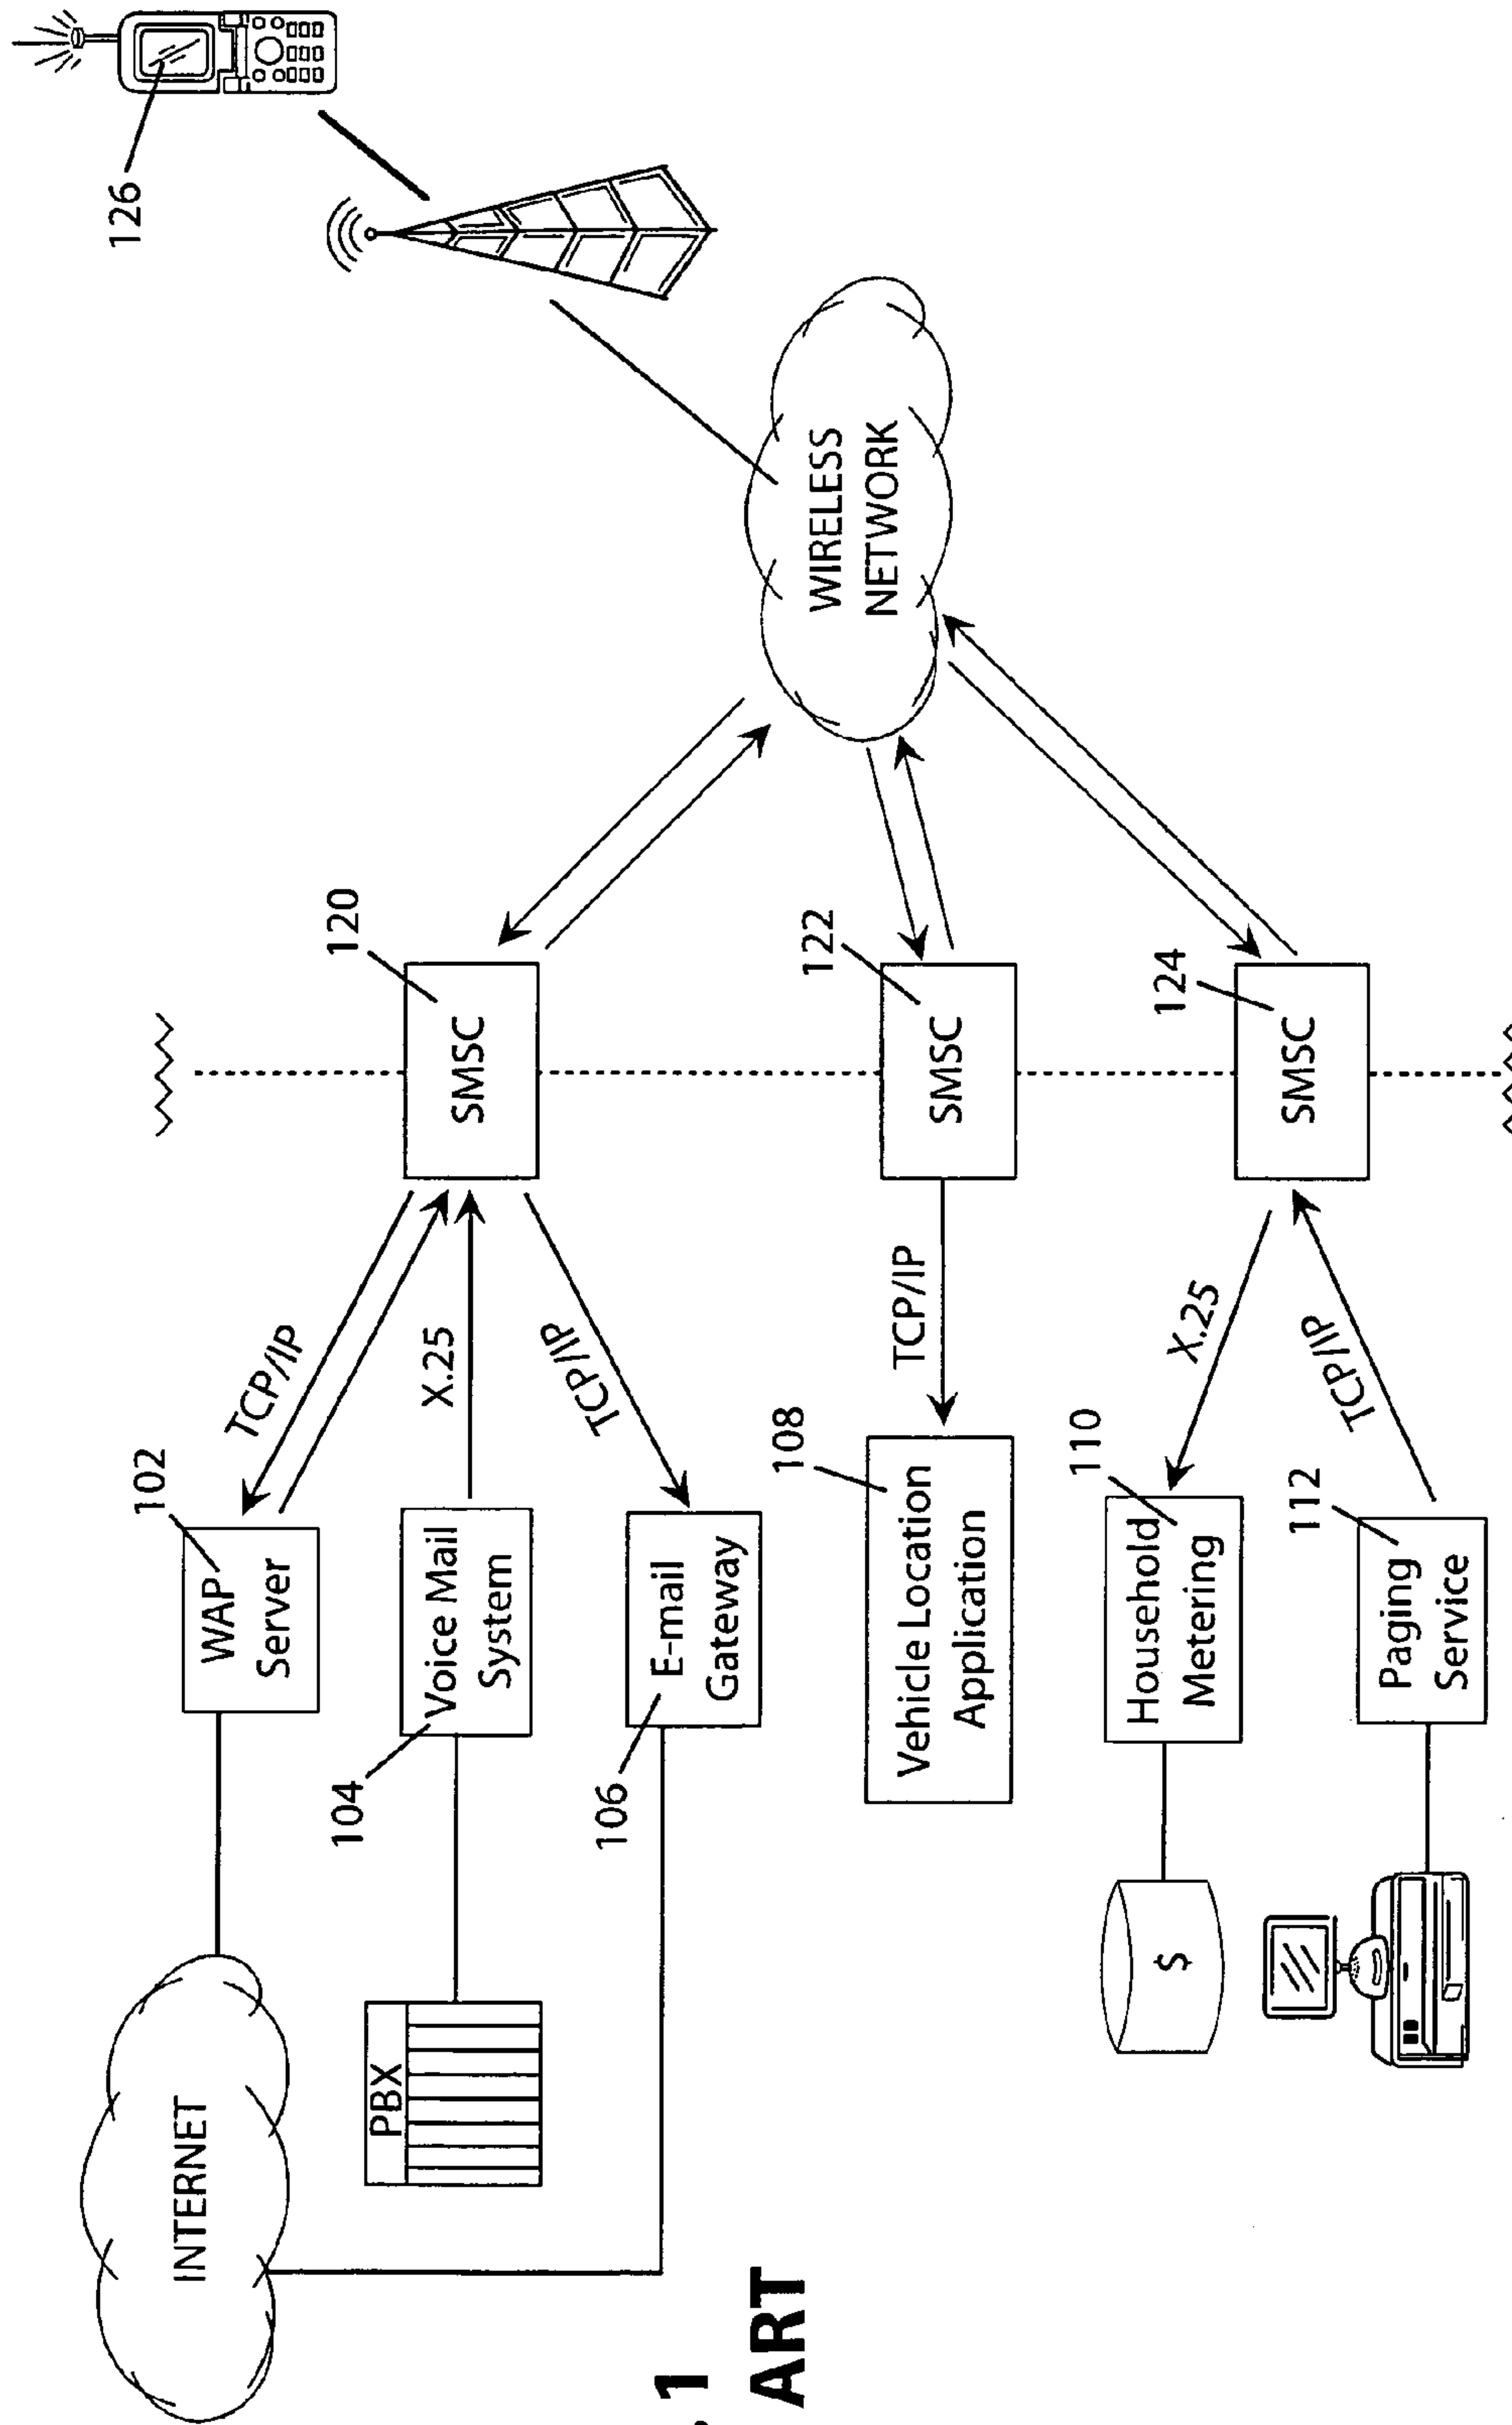 INTERNET
102
WAP
Server
TCP/IP
120
SMSC
126
PBX
104
Voice Mail
System
X.25
106
E-mail
Gateway
TCP/IP
WIRELESS
NETWORK
108
Vehicle Location
Application
TCP/IP
122
SMSC
$
110
Household
Metering
X.25
124
SMSC
112
Paging
Service
TCP/IP
. 1
ART